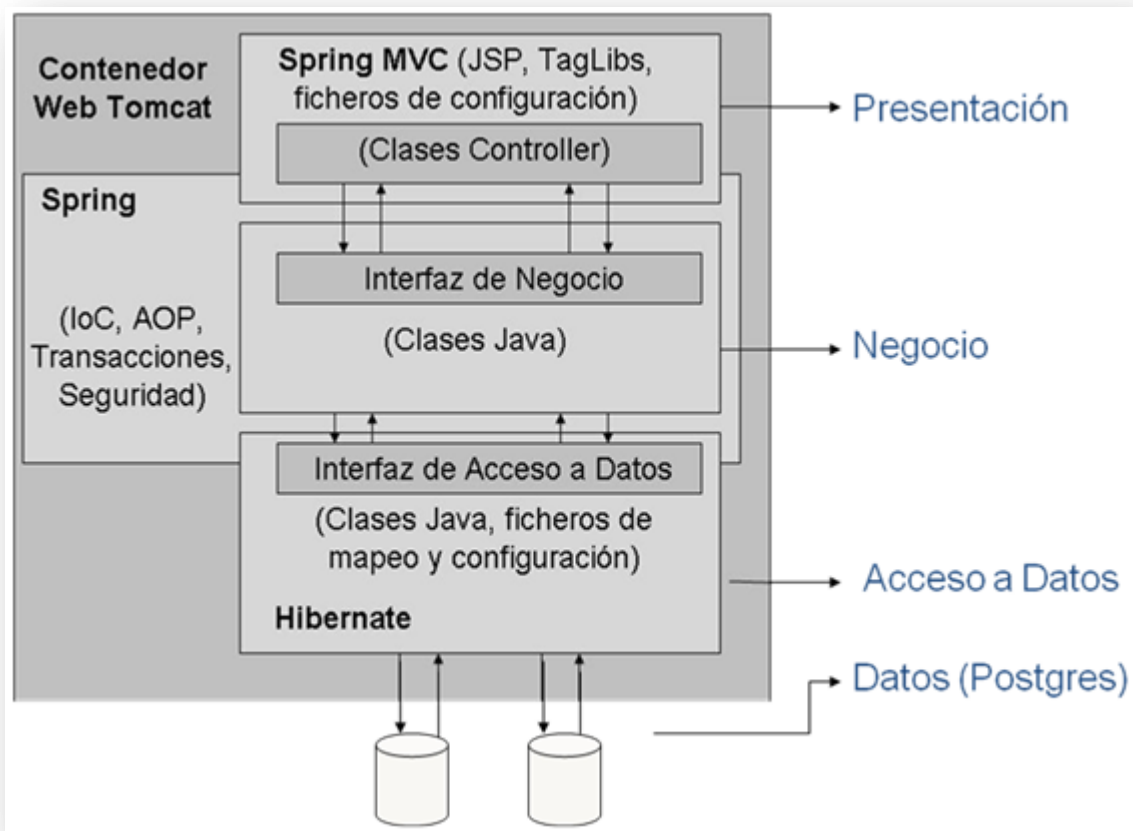 Contenedor
Web Tomcat
Spring MVC (JSP, TagLibs,
ficheros de configuración)
(Clases Controller)
Presentación
Spring
(IoC, AOP,
Transacciones,
Seguridad)
Interfaz de Negocio
(Clases Java)
Negocio
Interfaz de Acceso a Datos
(Clases Java, ficheros de
mapeo y configuración)
Hibernate
Acceso a Datos
Datos (Postgres)